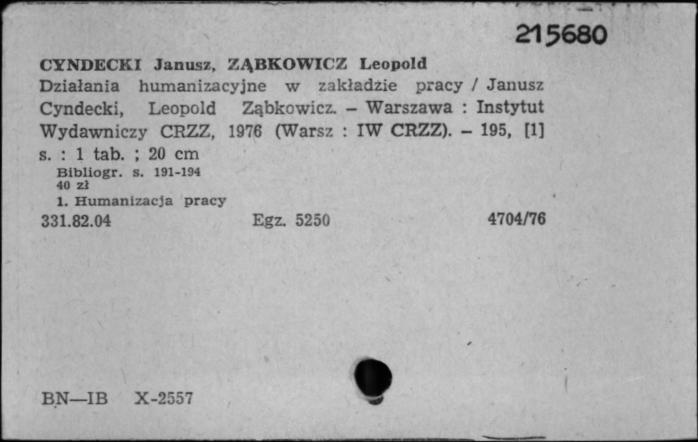 215680
CYNDECKI Janusz, ZĄBKOWICZ Leopold
Działania humanizacyjne w zakładzie pracy / Janusz
Cyndecki, Leopold Ząbkowicz. – Warszawa : Instytut
Wydawniczy CRZZ, 1976 (Warsz : IW CRZZ). – 195, [1]
s. : 1 tab. ; 20 cm
Bibliogr. s. 191-194
40 zł
1. Humanizacja pracy
331.82.04 Egz. 5250 4704/76
BN—IB X-2557